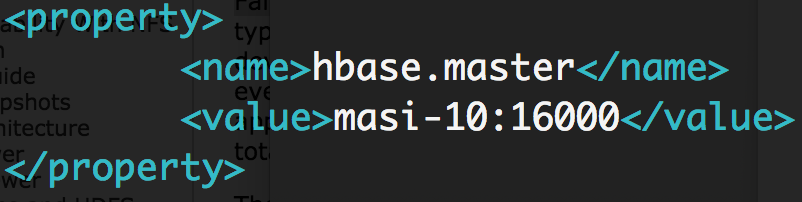 <property>
<name>hbase.master</name>
<value>masi-10:16000</value>
</property>